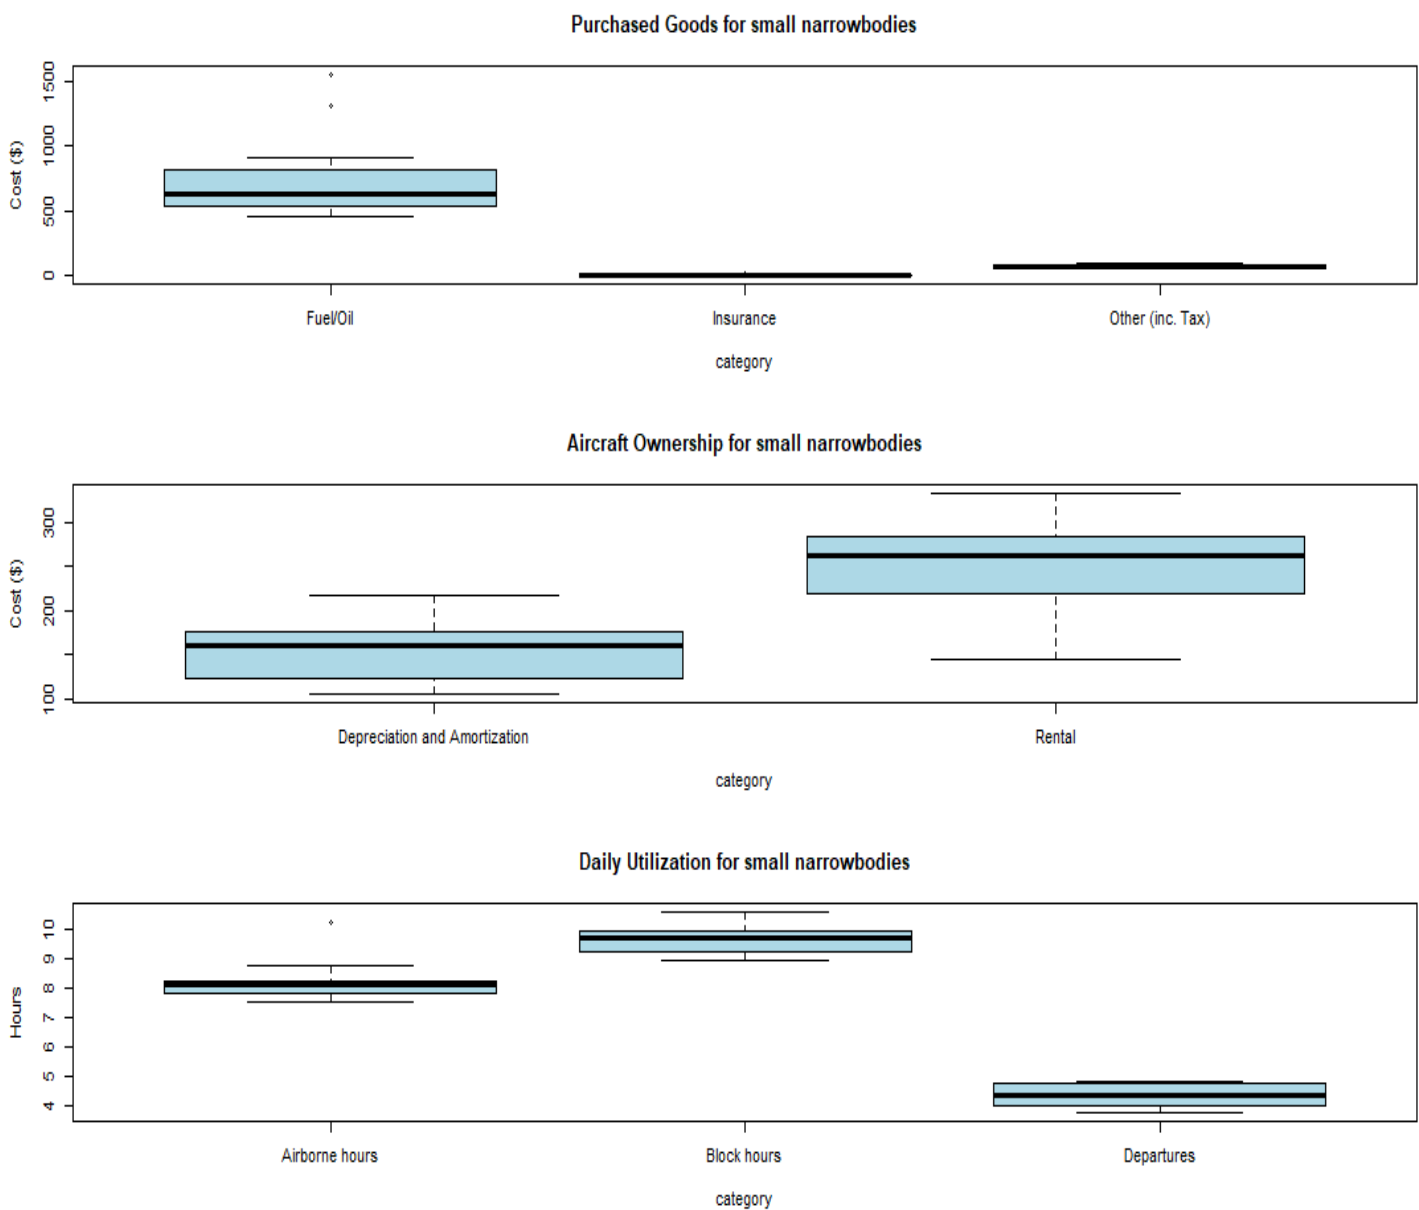 Purchased Goods for small narrowbodies
Cost ($)
1500
1000
500
0
Fuel/Oil
Insurance
Other (inc. Tax)
category
Aircraft Ownership for small narrowbodies
Cost ($)
300
200
100
Depreciation and Amortization
Rental
category
Daily Utilization for small narrowbodies
Hours
10
9
8
7
6
5
4
Airborne hours
Block hours
Departures
category